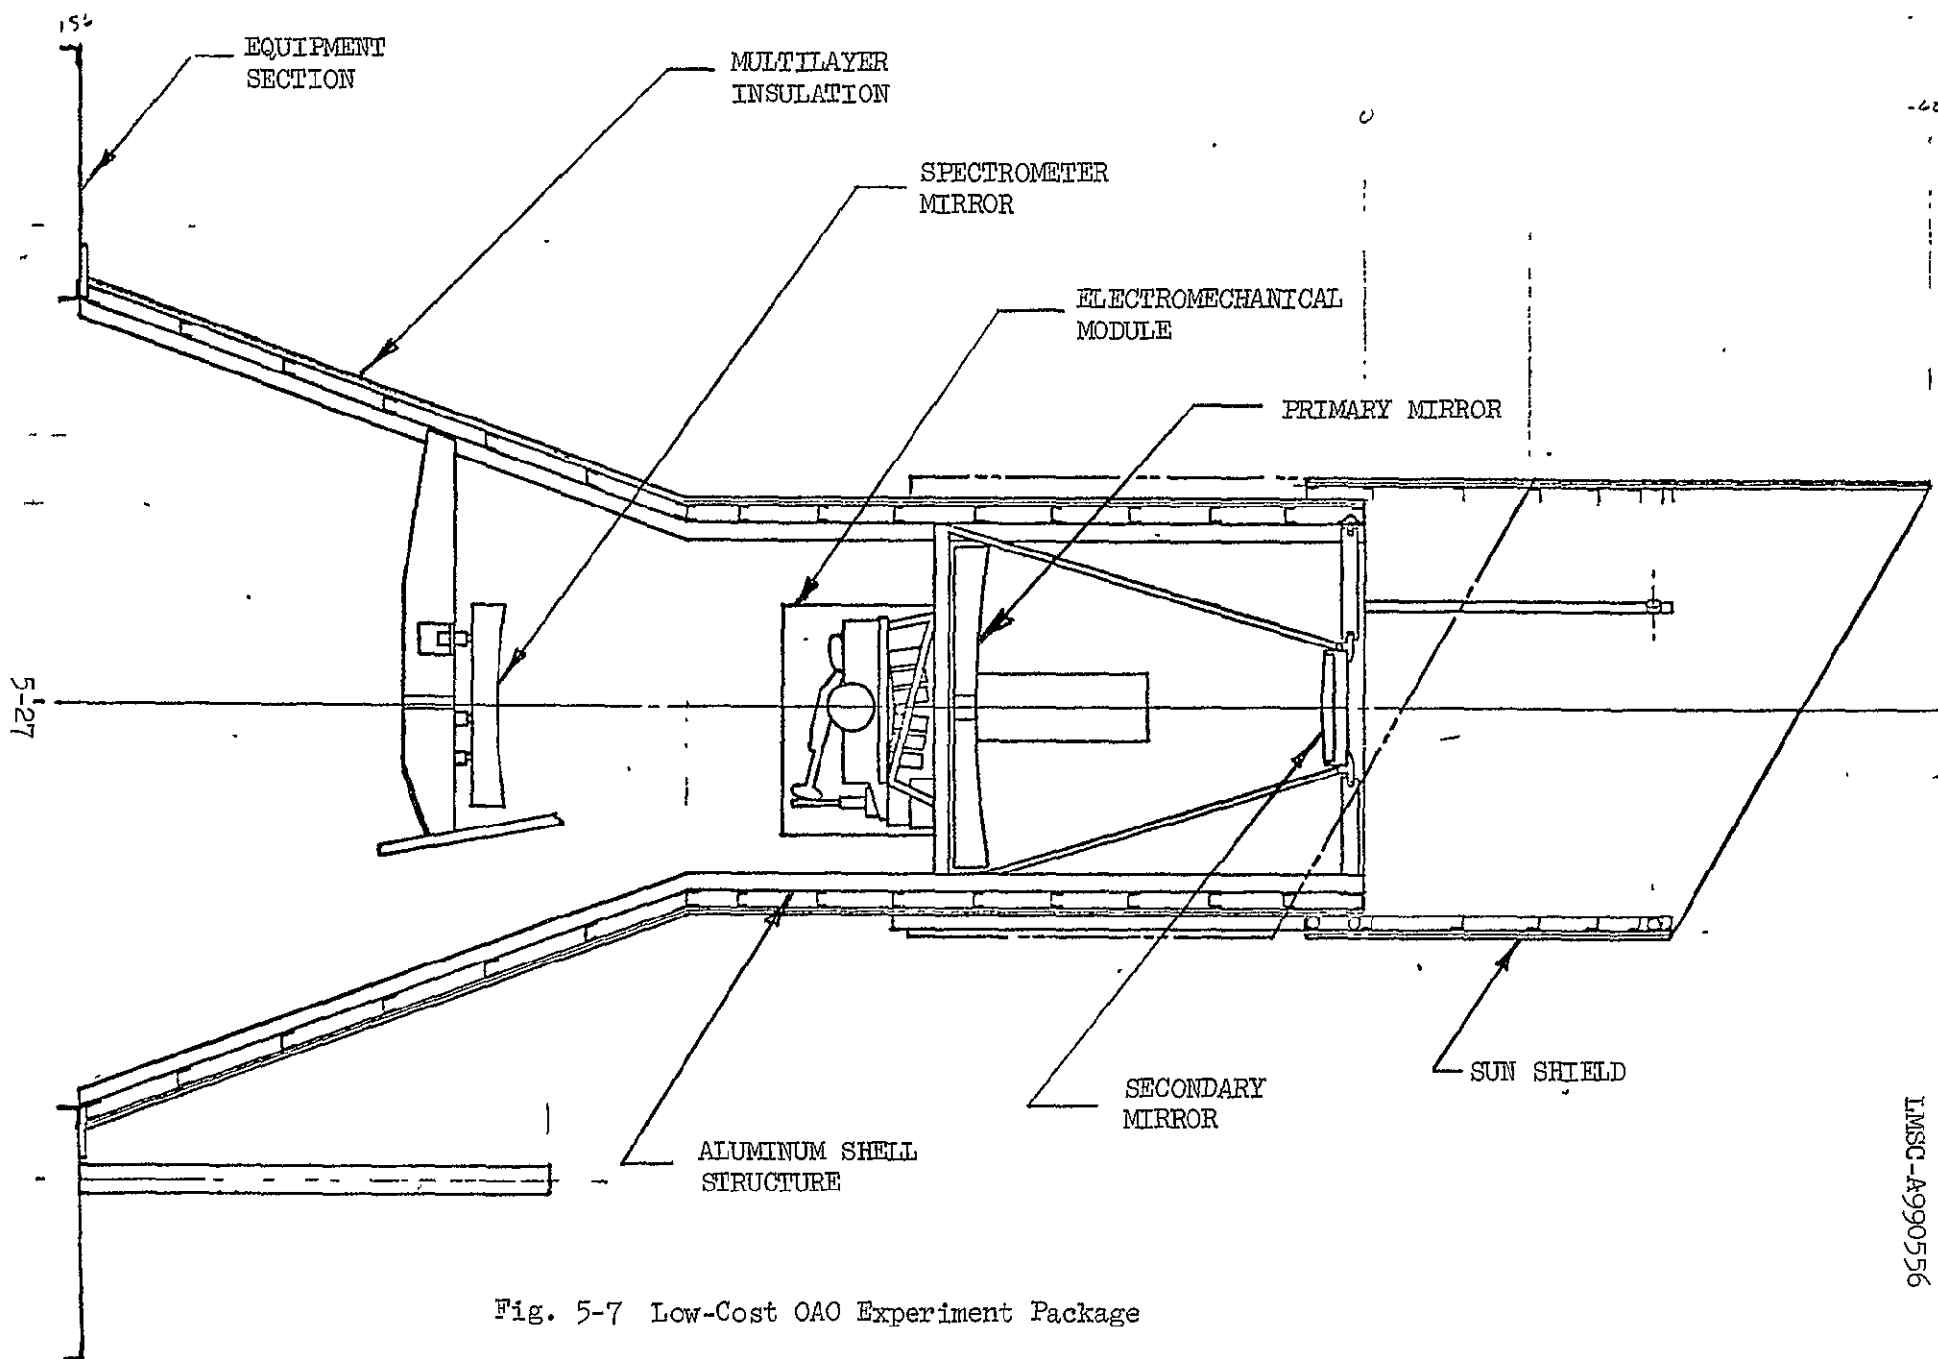 EQUIPMENT
SECTION
MULTILAYER
INSULATION
SPECTROMETER
MIRROR
ELECTROMECHANICAL
MODULE
PRIMARY MIRROR
0
SUN SHIELD
SECONDARY
MIRROR
ALUMINUM SHELL
STRUCTURE
5-27
LMSC-A990556
Fig. 5-7 Low-Cost OAO Experiment Package